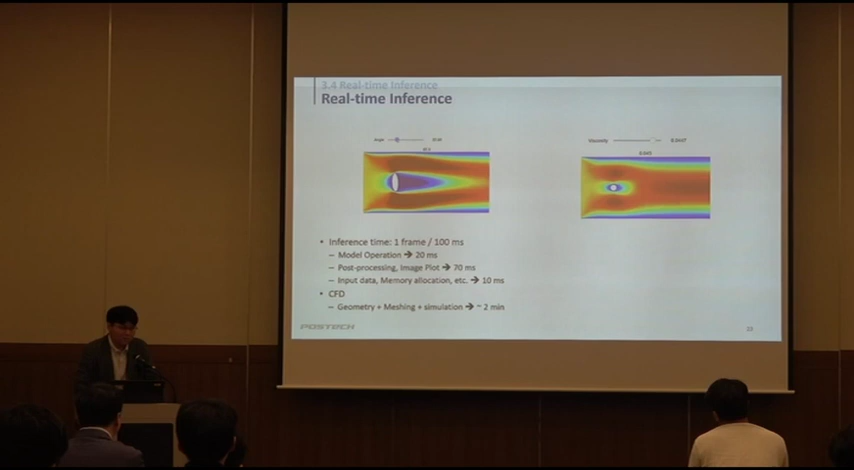 3.4 Real-time Inference
Real-time Inference
Angle
Viscosity
• Inference time: 1 frame / 100 ms
– Model Operation → 20 ms
– Post-processing, Image Plot → 70 ms
– Input data, Memory allocation, etc. → 10 ms
• CFD
– Geometry + Meshing + simulation → ~ 2 min
POSTECH